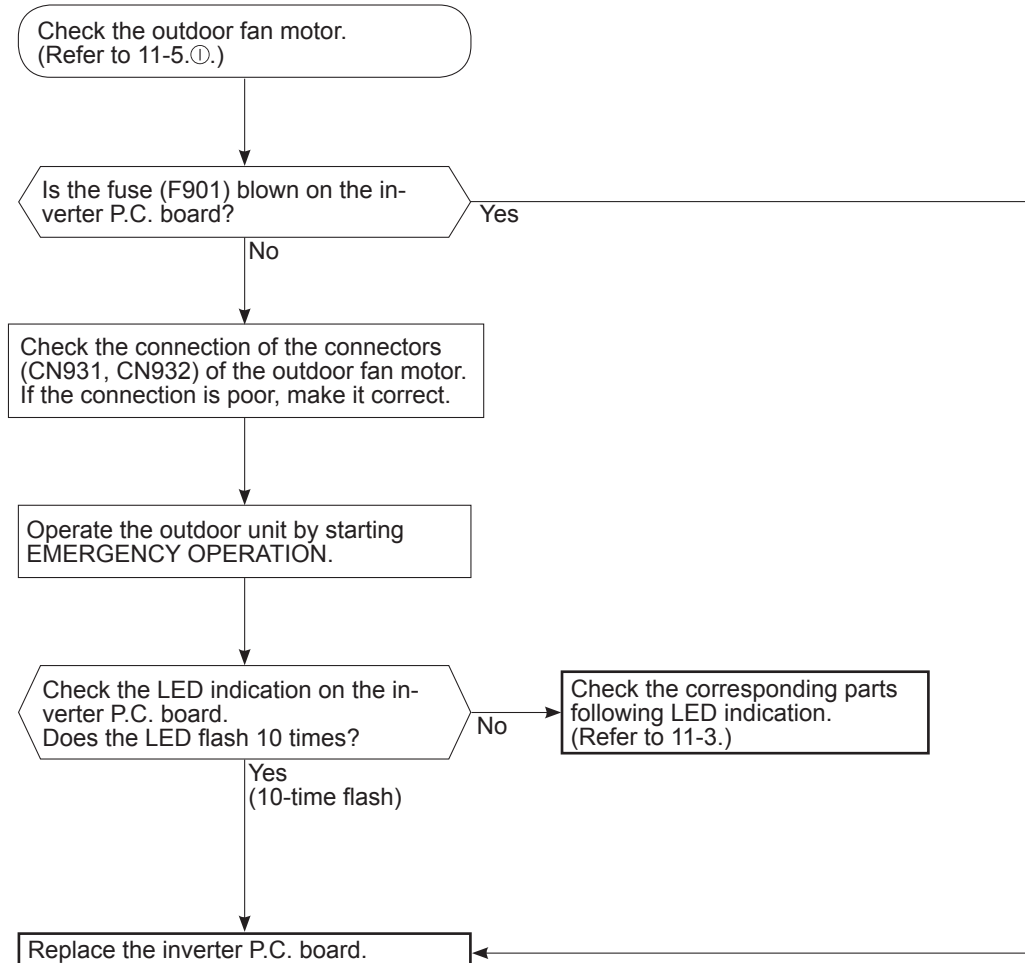 Check the outdoor fan motor.
(Refer to 11-5.Ⓘ.)
Is the fuse (F901) blown on the in-
verter P.C. board?
Yes
No
Check the connection of the connectors
(CN931, CN932) of the outdoor fan motor.
If the connection is poor, make it correct.
Operate the outdoor unit by starting
EMERGENCY OPERATION.
Check the LED indication on the in-
verter P.C. board.
Does the LED flash 10 times?
No
Check the corresponding parts
following LED indication.
(Refer to 11-3.)
Yes
(10-time flash)
Replace the inverter P.C. board.